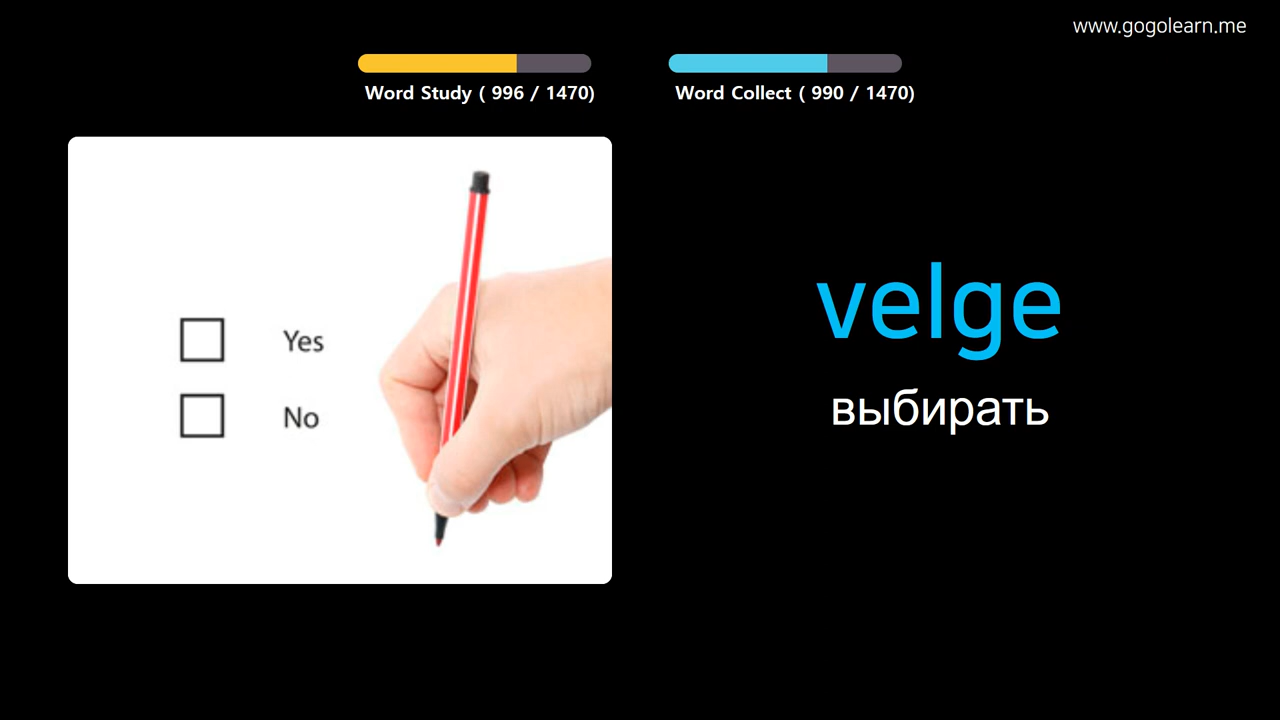 www.gogolearn.me
Word Study ( 996 / 1470)
Word Collect ( 990 / 1470)
Yes
No
velge
выбирать